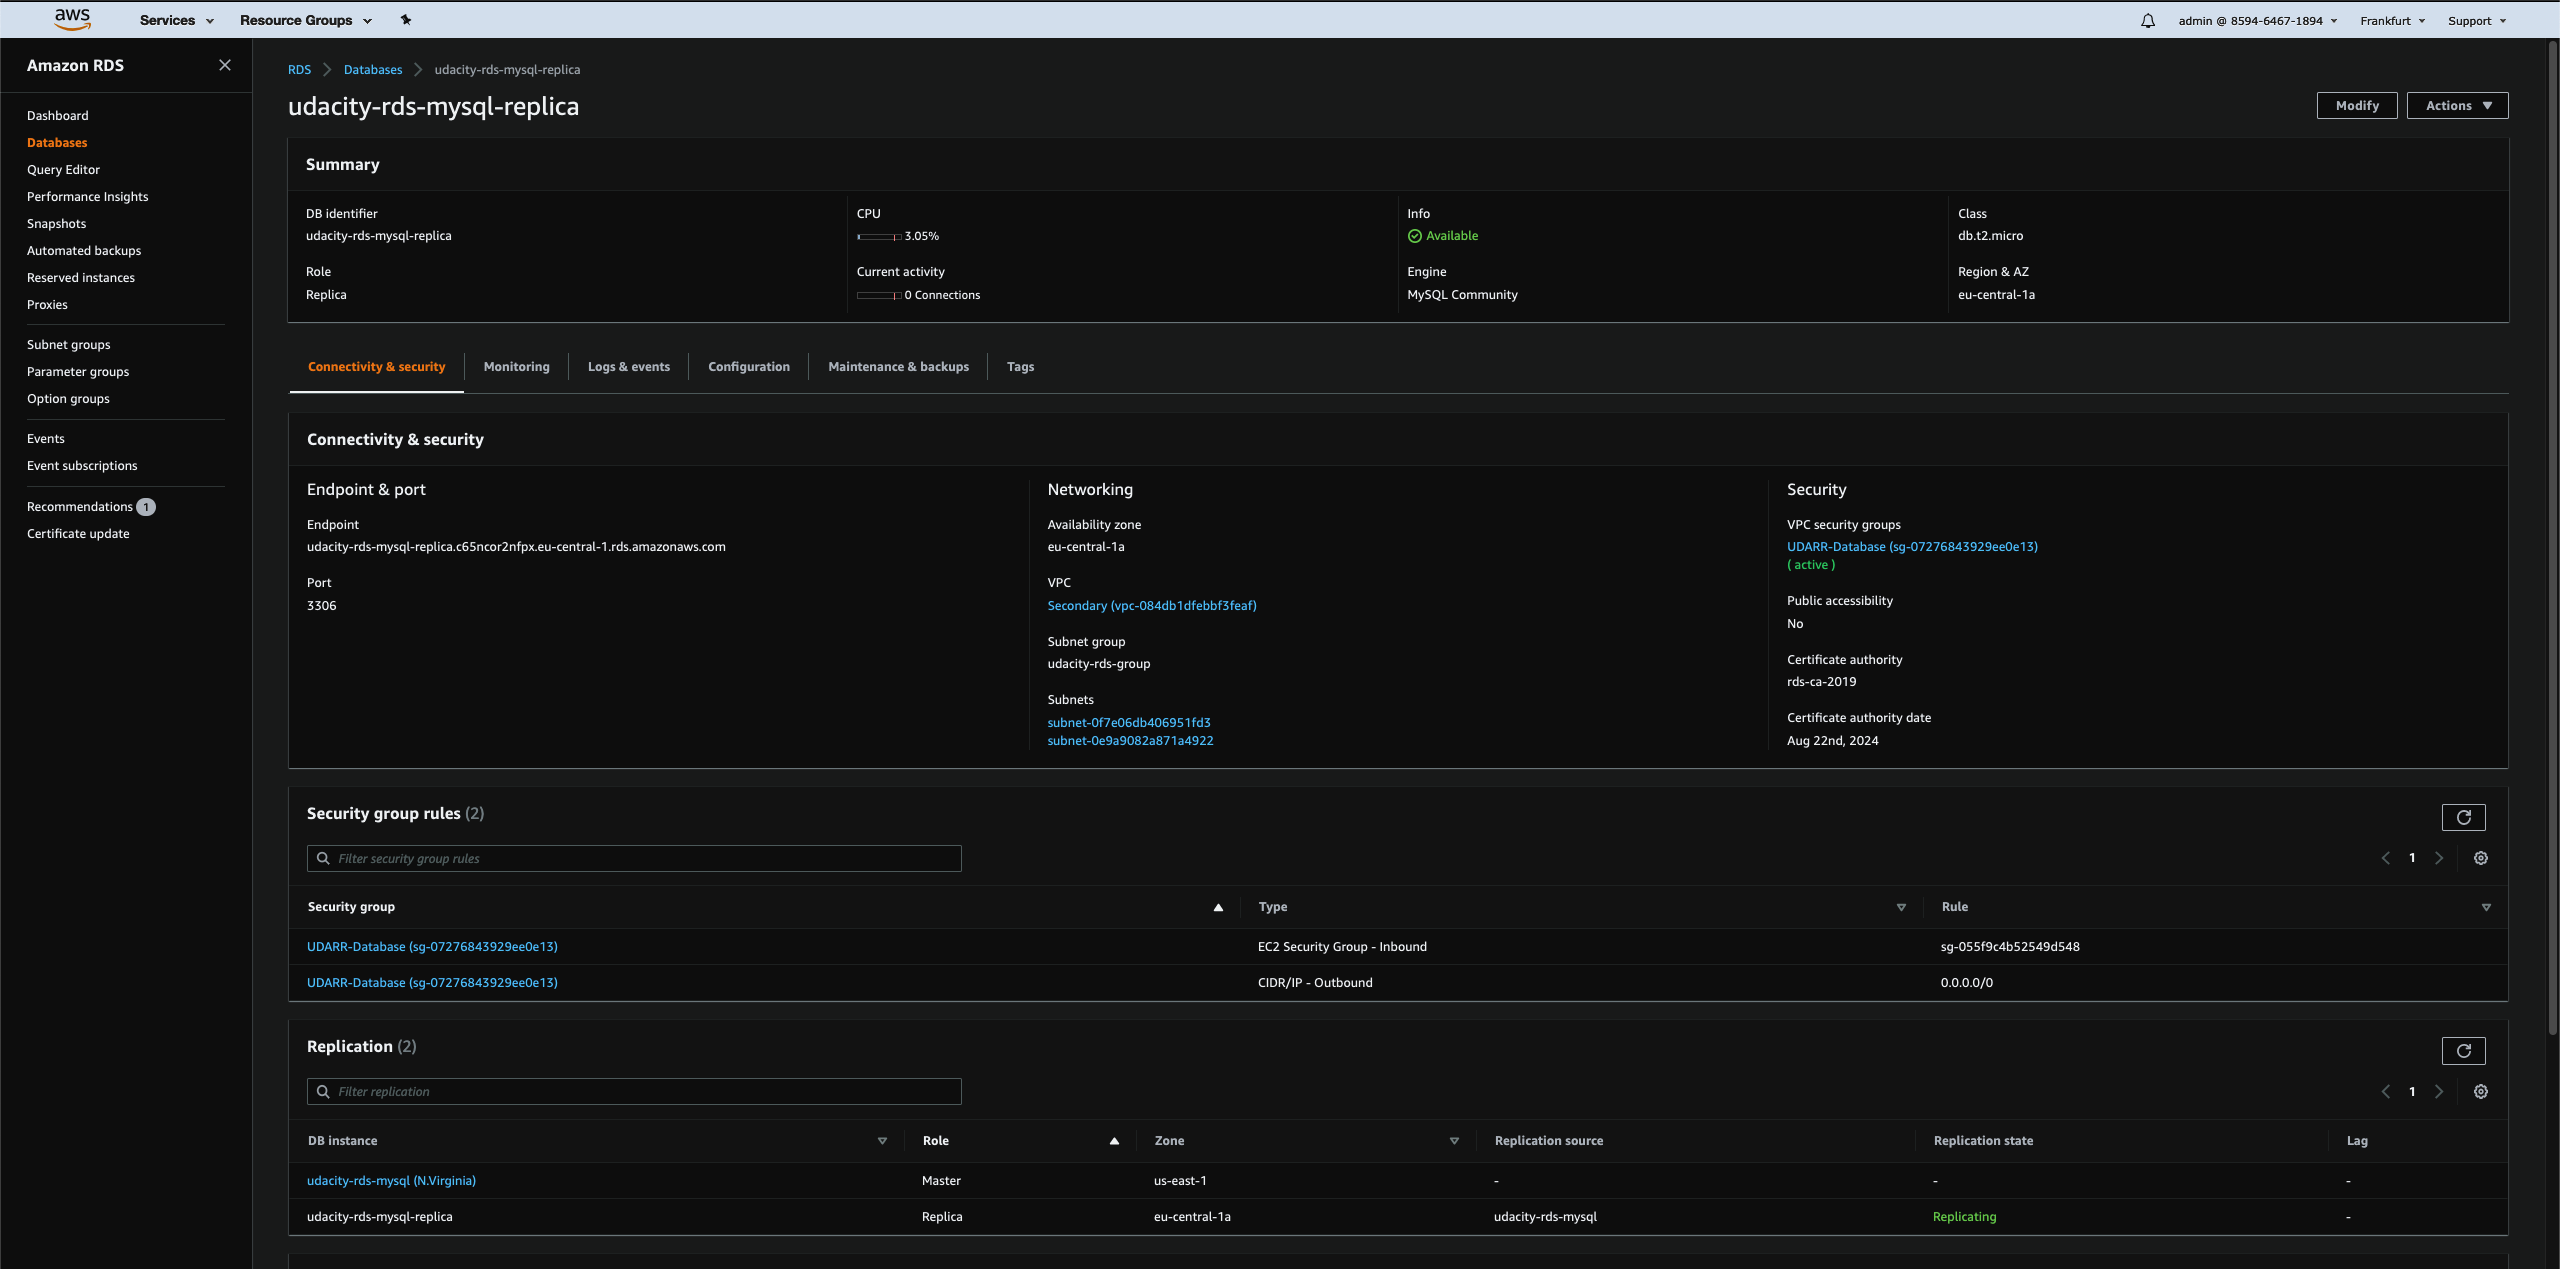 aws Services Resource Groups admin @ 8594-6467-1894 Frankfurt Support
Amazon RDS
Dashboard
Databases
Query Editor
Performance Insights
Snapshots
Automated backups
Reserved instances
Proxies
Subnet groups
Parameter groups
Option groups
Events
Event subscriptions
Recommendations 1
Certificate update
RDS Databases udacity-rds-mysql-replica
udacity-rds-mysql-replica
Modify Actions
Summary
DB identifier CPU Info Class
udacity-rds-mysql-replica 3.05% Available db.t2.micro
Role Current activity Engine Region & AZ
Replica 0 Connections MySQL Community eu-central-1a
Connectivity & security Monitoring Logs & events Configuration Maintenance & backups Tags
Connectivity & security
Endpoint & port
Endpoint
udacity-rds-mysql-replica.c65ncor2nfpx.eu-central-1.rds.amazonaws.com
Port
3306
Networking
Availability zone
eu-central-1a
VPC
Secondary (vpc-084db1dfebbf3feaf)
Subnet group
udacity-rds-group
Subnets
subnet-0f7e06db406951fd3
subnet-0e9a9082a871a4922
Security
VPC security groups
UDARR-Database (sg-07276843929ee0e13)
( active )
Public accessibility
No
Certificate authority
rds-ca-2019
Certificate authority date
Aug 22nd, 2024
Security group rules (2)
Filter security group rules
1
Security group Type Rule
UDARR-Database (sg-07276843929ee0e13) EC2 Security Group - Inbound sg-055f9c4b52549d548
UDARR-Database (sg-07276843929ee0e13) CIDR/IP - Outbound 0.0.0.0/0
Replication (2)
Filter replication
1
DB instance Role Zone Replication source Replication state Lag
udacity-rds-mysql (N.Virginia) Master us-east-1 - - -
udacity-rds-mysql-replica Replica eu-central-1a udacity-rds-mysql Replicating -